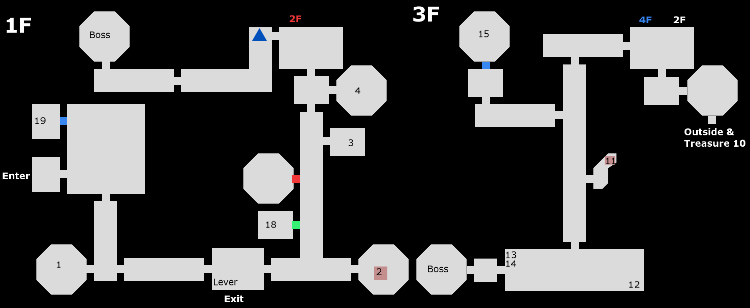 1F
Boss
2F
4
19
3
Enter
18
1
Lever
2
Exit
3F
15
4F 2F
Outside &
Treasure 10
11
Boss
13
14
12